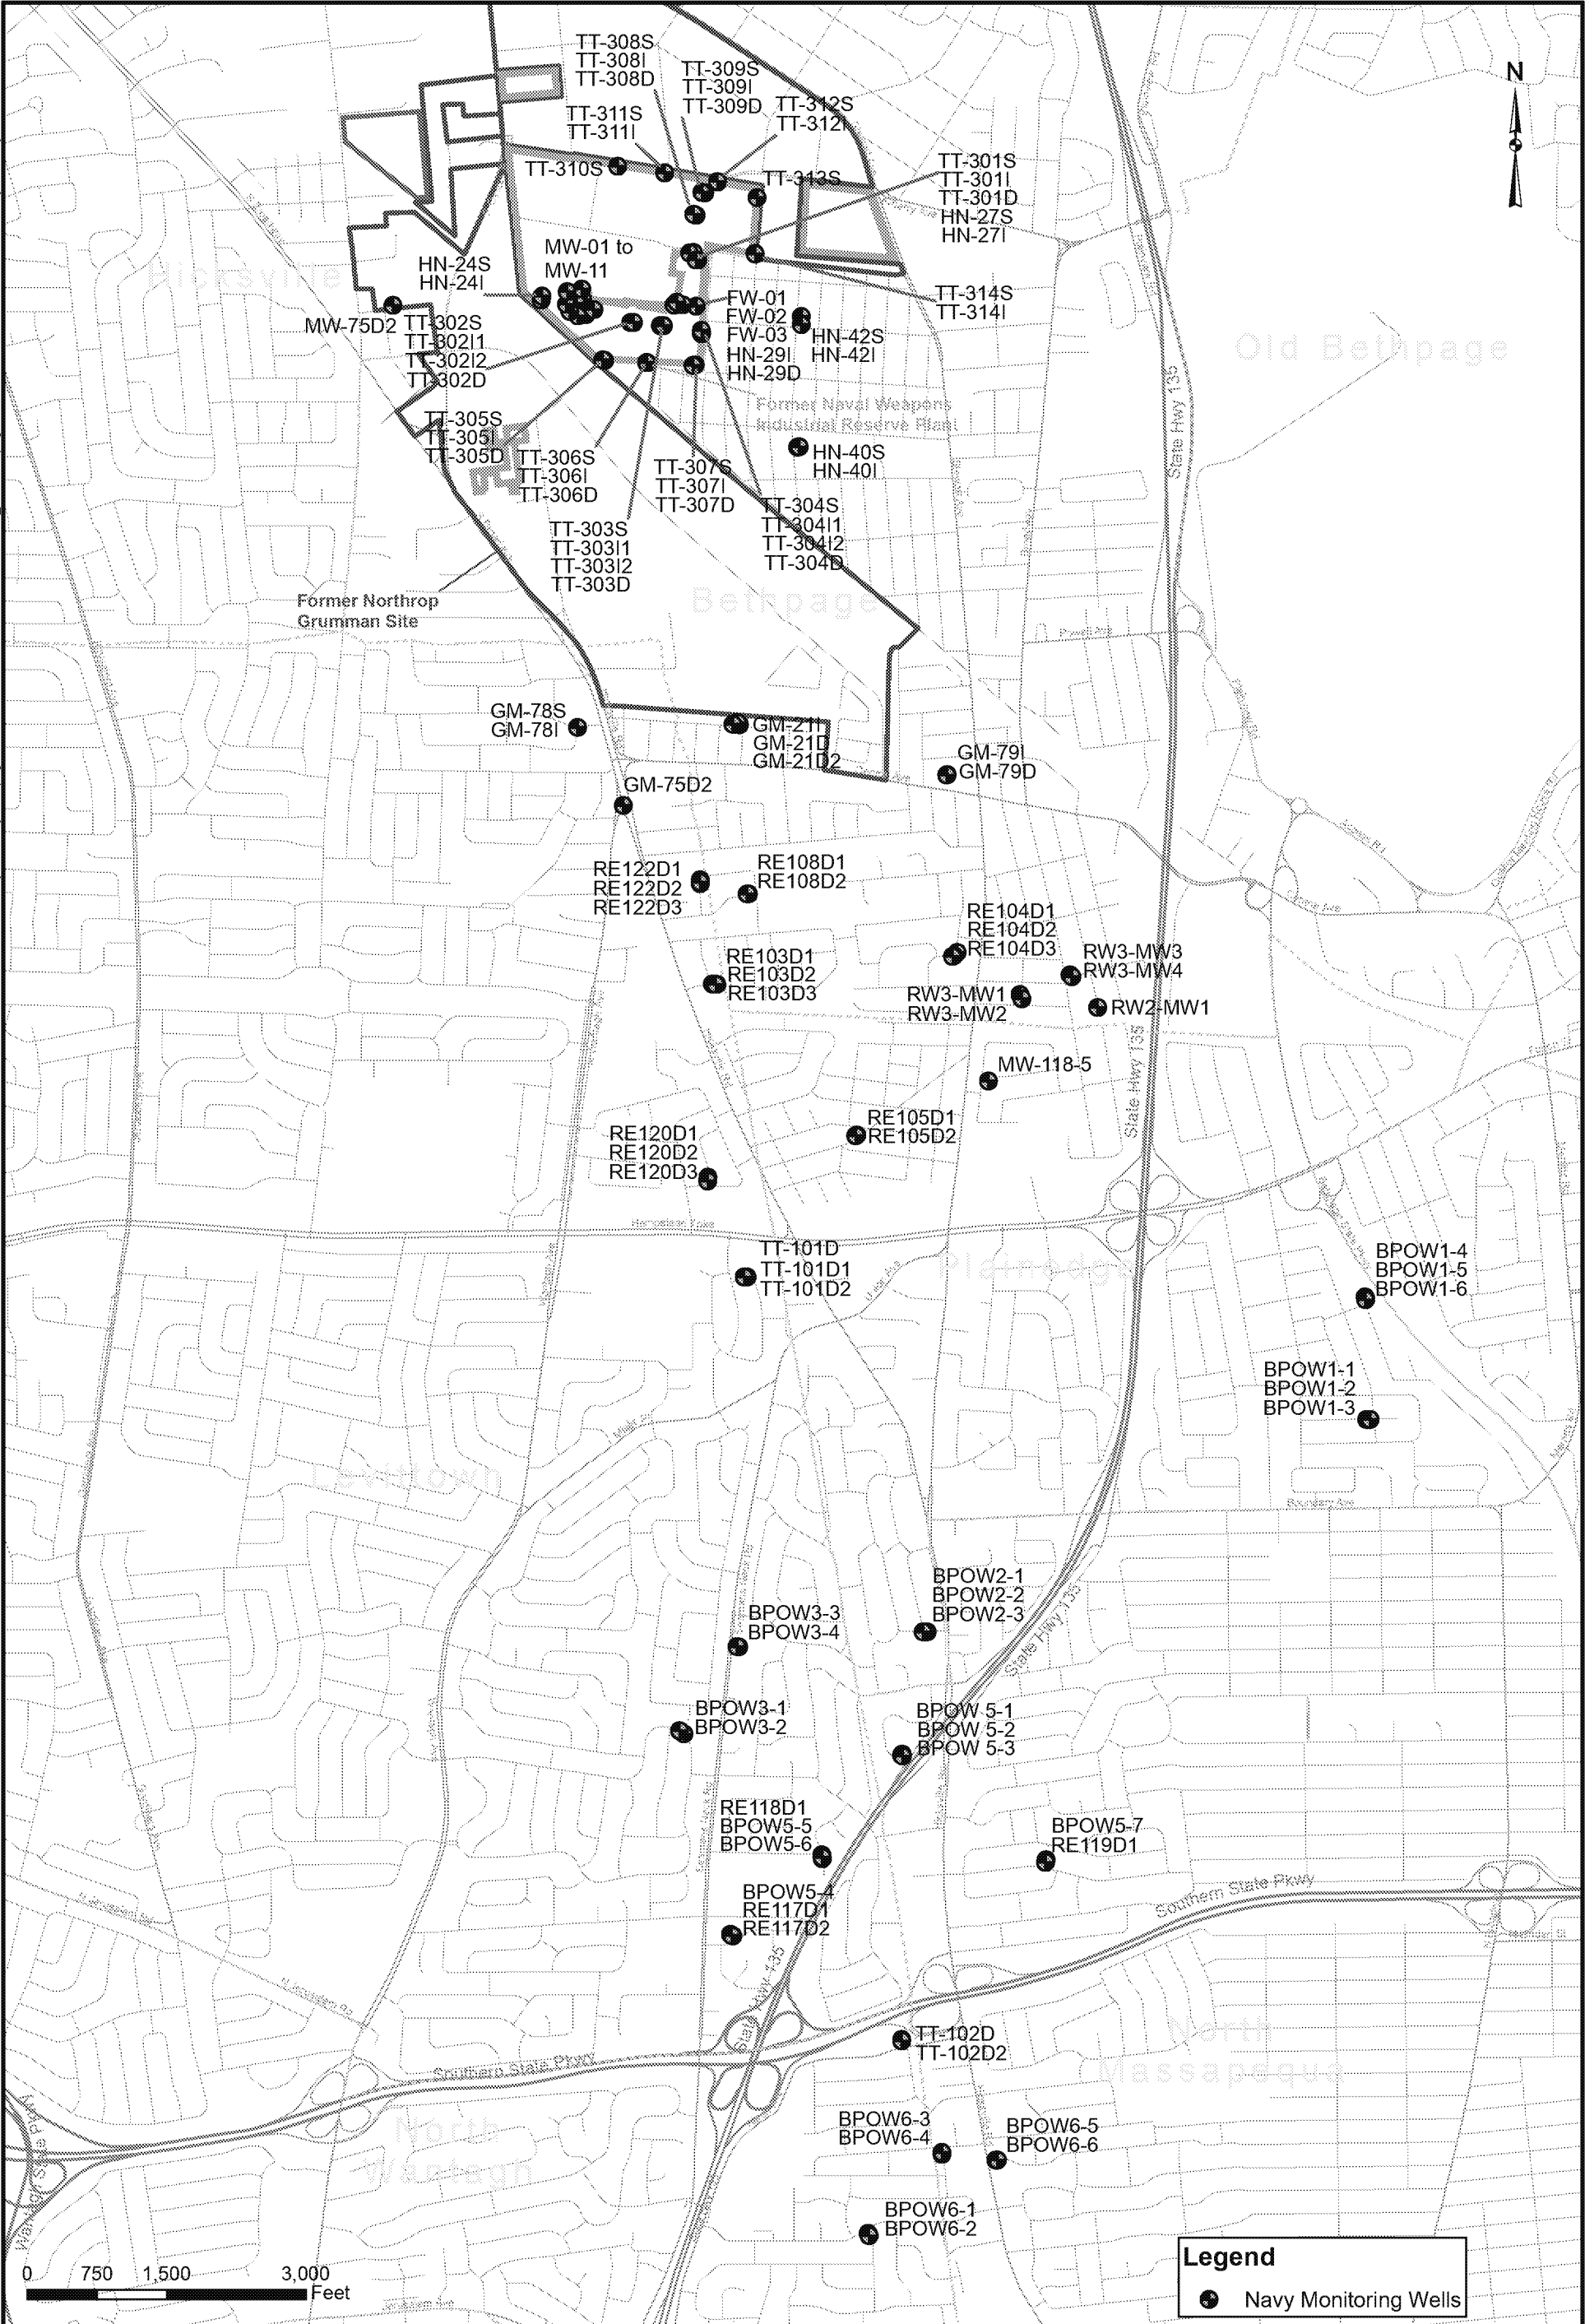 TT-308S
TT-308I
TT-308D
TT-309S
TT-309I
TT-309D
TT-312S
TT-312I
TT-311S
TT-311I
TT-310S
TT-313S
TT-301S
TT-301I
TT-301D
HN-27S
HN-27I
N
MW-01 to
MW-11
HN-24S
HN-24I
Hicksville
MW-75D2
TT-302S
TT-302I1
TT-302I2
TT-302D
FW-01
FW-02
FW-03
HN-29I
HN-29D
HN-42S
HN-42I
TT-314S
TT-314I
Old Bethpage
Former Naval Weapons
Industrial Reserve Plant
State Hwy 135
TT-305S
TT-305I
TT-305D
TT-306S
TT-306I
TT-306D
TT-307S
TT-307I
TT-307D
HN-40S
HN-40I
TT-304S
TT-304I1
TT-304I2
TT-304D
TT-303S
TT-303I1
TT-303I2
TT-303D
Former Northrop
Grumman Site
Bethpage
GM-78S
GM-78I
GM-21I
GM-21D
GM-21D2
GM-79I
GM-79D
GM-75D2
RE122D1
RE122D2
RE122D3
RE108D1
RE108D2
RE104D1
RE104D2
RE104D3
RW3-MW3
RW3-MW4
RE103D1
RE103D2
RE103D3
RW3-MW1
RW3-MW2
RW2-MW1
State Hwy 135
MW-118-5
RE105D1
RE105D2
RE120D1
RE120D2
RE120D3
TT-101D
TT-101D1
TT-101D2
Plainedge
BPOW1-4
BPOW1-5
BPOW1-6
BPOW1-1
BPOW1-2
BPOW1-3
Levittown
Boundary Ave
BPOW2-1
BPOW2-2
BPOW2-3
BPOW3-3
BPOW3-4
State Hwy 135
BPOW3-1
BPOW3-2
BPOW 5-1
BPOW 5-2
BPOW 5-3
RE118D1
BPOW5-5
BPOW5-6
BPOW5-7
RE119D1
BPOW5-4
RE117D1
RE117D2
Southern State Pkwy
State Hwy 135
TT-102D
TT-102D2
North
Massapequa
Southern State Pkwy
North
Wantagh
Wantagh State Pkwy
BPOW6-3
BPOW6-4
BPOW6-5
BPOW6-6
BPOW6-1
BPOW6-2
0 750 1,500 3,000
Feet
Legend
Navy Monitoring Wells